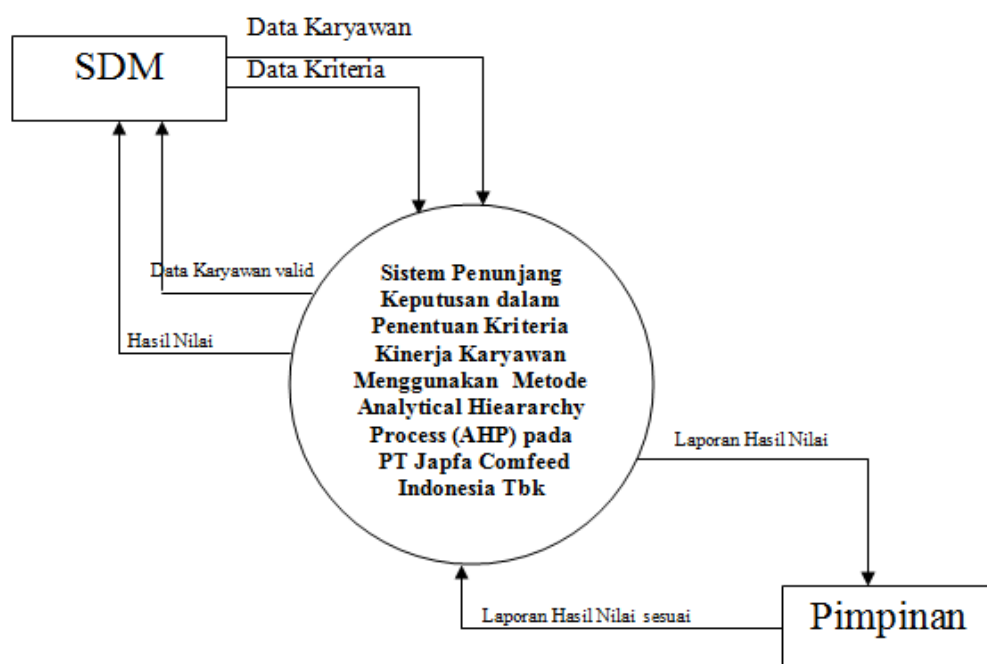 Data Karyawan
SDM
Data Kriteria
Data Karyawan valid
Hasil Nilai
Sistem Penunjang
Keputusan dalam
Penentuan Kriteria
Kinerja Karyawan
Menggunakan Metode
Analytical Hieararchy
Process (AHP) pada
PT Japfa Comfeed
Indonesia Tbk
Laporan Hasil Nilai
Laporan Hasil Nilai sesuai
Pimpinan